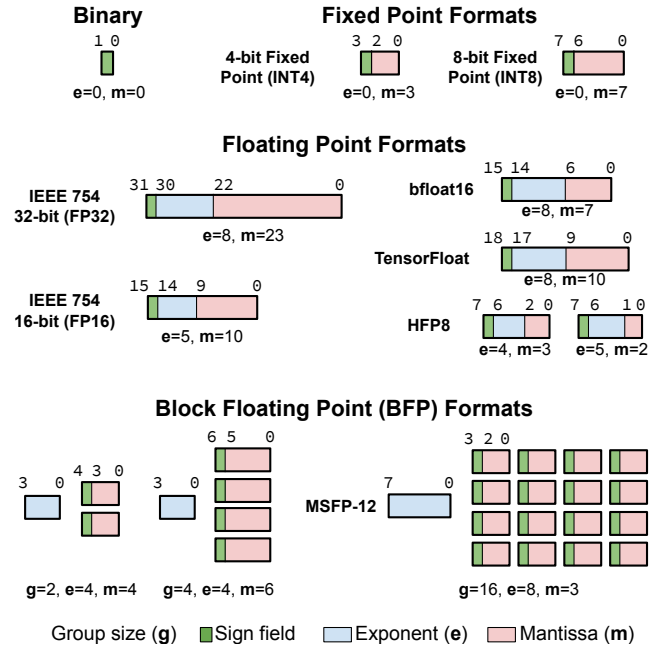 Binary
1 0
e=0, m=0
Fixed Point Formats
4-bit Fixed
Point (INT4)
3 2 0
e=0, m=3
8-bit Fixed
Point (INT8)
7 6 0
e=0, m=7
Floating Point Formats
IEEE 754
32-bit (FP32)
31 30 22 0
e=8, m=23
bfloat16
15 14 6 0
e=8, m=7
TensorFloat
18 17 9 0
e=8, m=10
IEEE 754
16-bit (FP16)
15 14 9 0
e=5, m=10
HFP8
7 6 2 0
e=4, m=3
7 6 1 0
e=5, m=2
Block Floating Point (BFP) Formats
3 0
4 3 0
g=2, e=4, m=4
3 0
6 5 0
g=4, e=4, m=6
MSFP-12
7 0
3 2 0
g=16, e=8, m=3
Group size (g) Sign field Exponent (e) Mantissa (m)